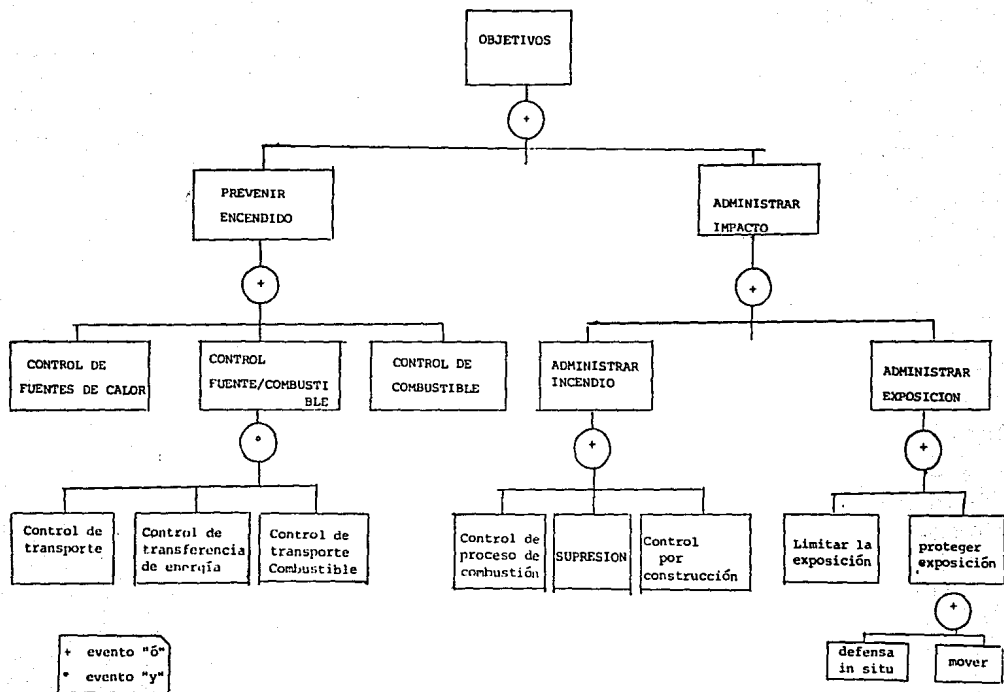 OBJETIVOS
+
PREVENIR
ENCENDIDO
ADMINISTRAR
IMPACTO
+
+
CONTROL DE
FUENTES DE CALOR
CONTROL
FUENTE/COMBUSTI
BLE
CONTROL DE
COMBUSTIBLE
ADMINISTRAR
INCENDIO
ADMINISTRAR
EXPOSICION
•
+
+
Control de
transporte
Control de
transferencia
de energía
Control de
transporte
Combustible
Control de
proceso de
combustión
SUPRESION
Control
por
construcción
Limitar la
exposición
proteger
exposición
+
defensa
in situ
mover
+ evento "ó"
• evento "y"